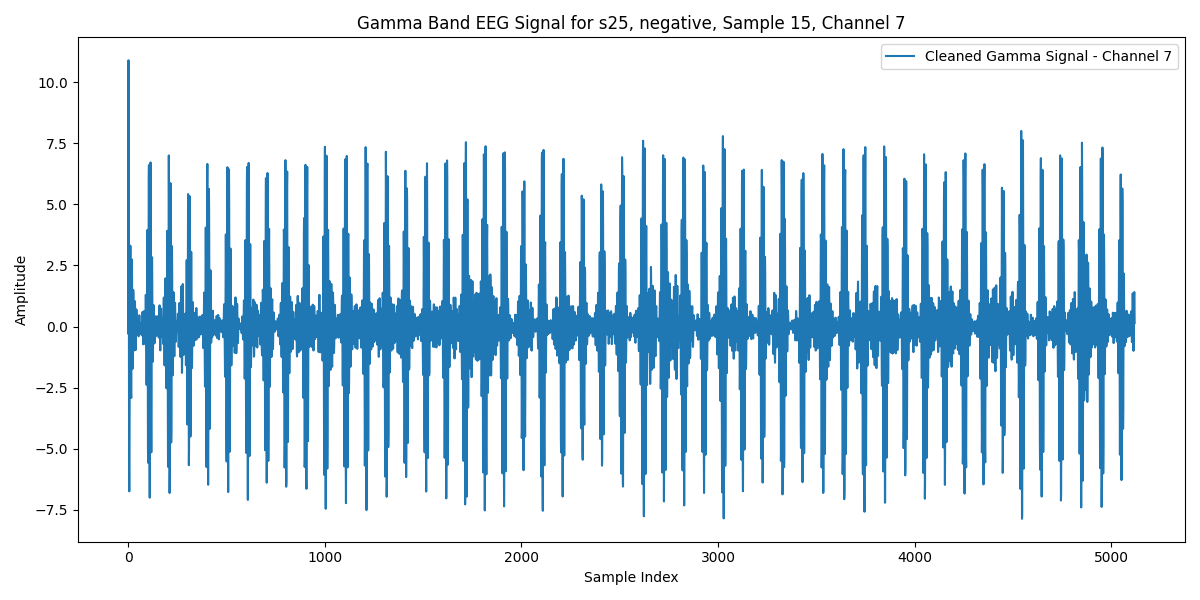 Gamma Band EEG Signal for s25, negative, Sample 15, Channel 7
Cleaned Gamma Signal - Channel 7
10.0
7.5
5.0
2.5
0.0
−2.5
−5.0
−7.5
Amplitude
0 1000 2000 3000 4000 5000
Sample Index